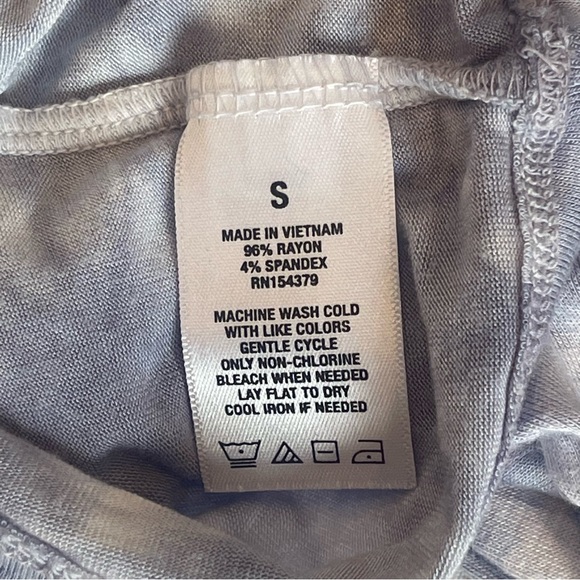 S
MADE IN VIETNAM
96% RAYON
4% SPANDEX
RN154379
MACHINE WASH COLD
WITH LIKE COLORS
GENTLE CYCLE
ONLY NON-CHLORINE
BLEACH WHEN NEEDED
LAY FLAT TO DRY
COOL IRON IF NEEDED